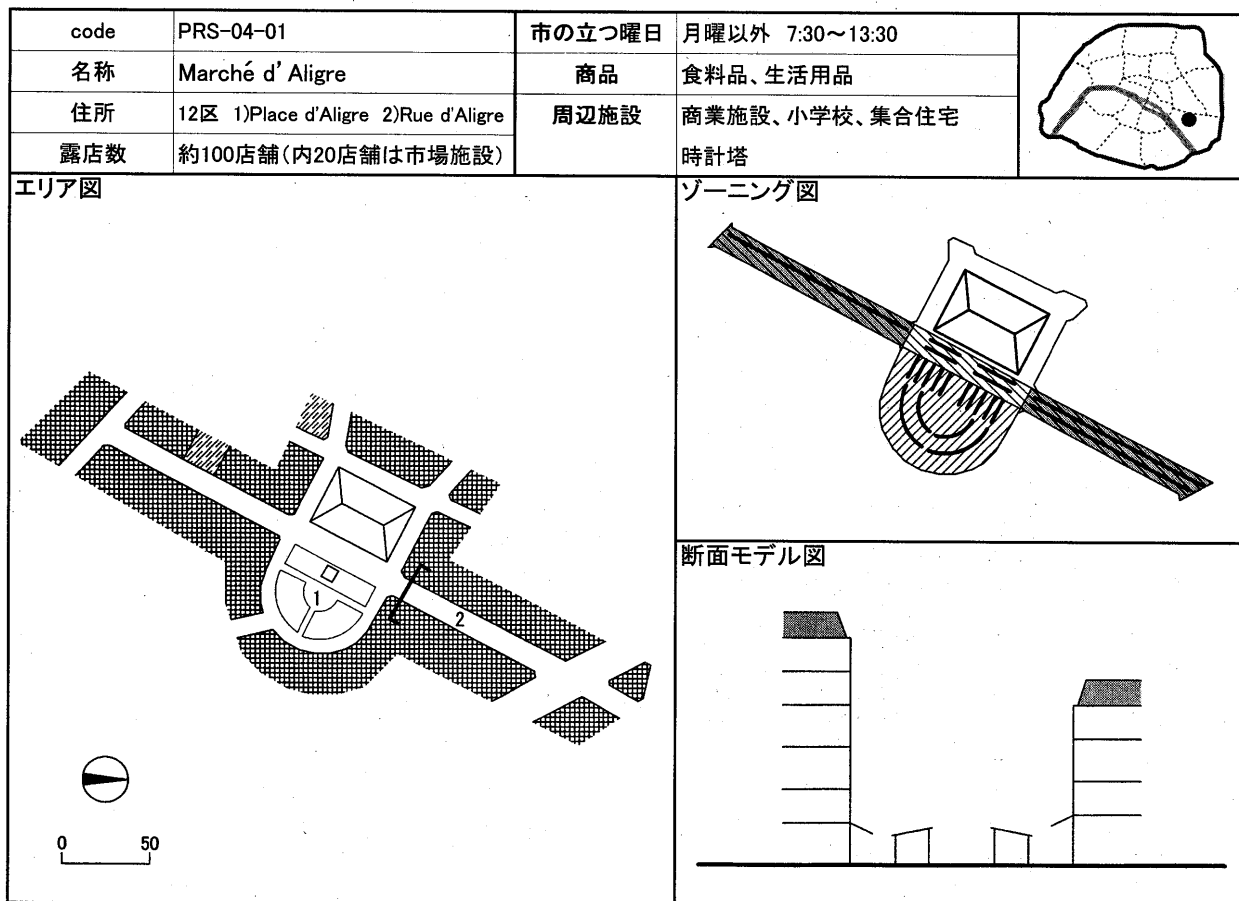 code PRS-04-01 市の立つ曜日 月曜以外 7:30～13:30
名称 Marché d'Aligre 商品 食料品、生活用品
住所 12区 1)Place d'Aligre 2)Rue d'Aligre 周辺施設 商業施設、小学校、集合住宅
露店数 約100店舗(内20店舗は市場施設) 時計塔
エリア図
1
2
0 50
ゾーニング図
断面モデル図